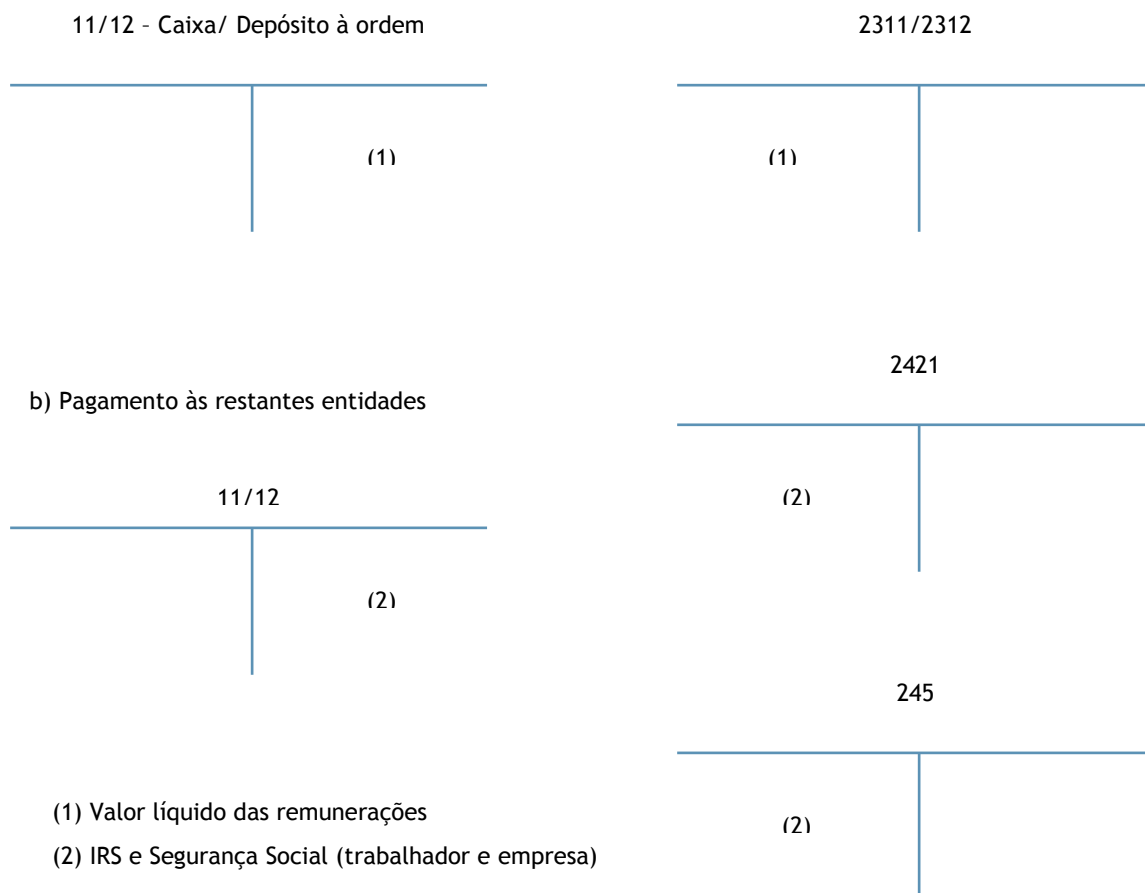 11/12 – Caixa/ Depósito à ordem
2311/2312
(1)
(1)
2421
b) Pagamento às restantes entidades
11/12
(2)
(2)
245
(1) Valor líquido das remunerações
(2)
(2) IRS e Segurança Social (trabalhador e empresa)